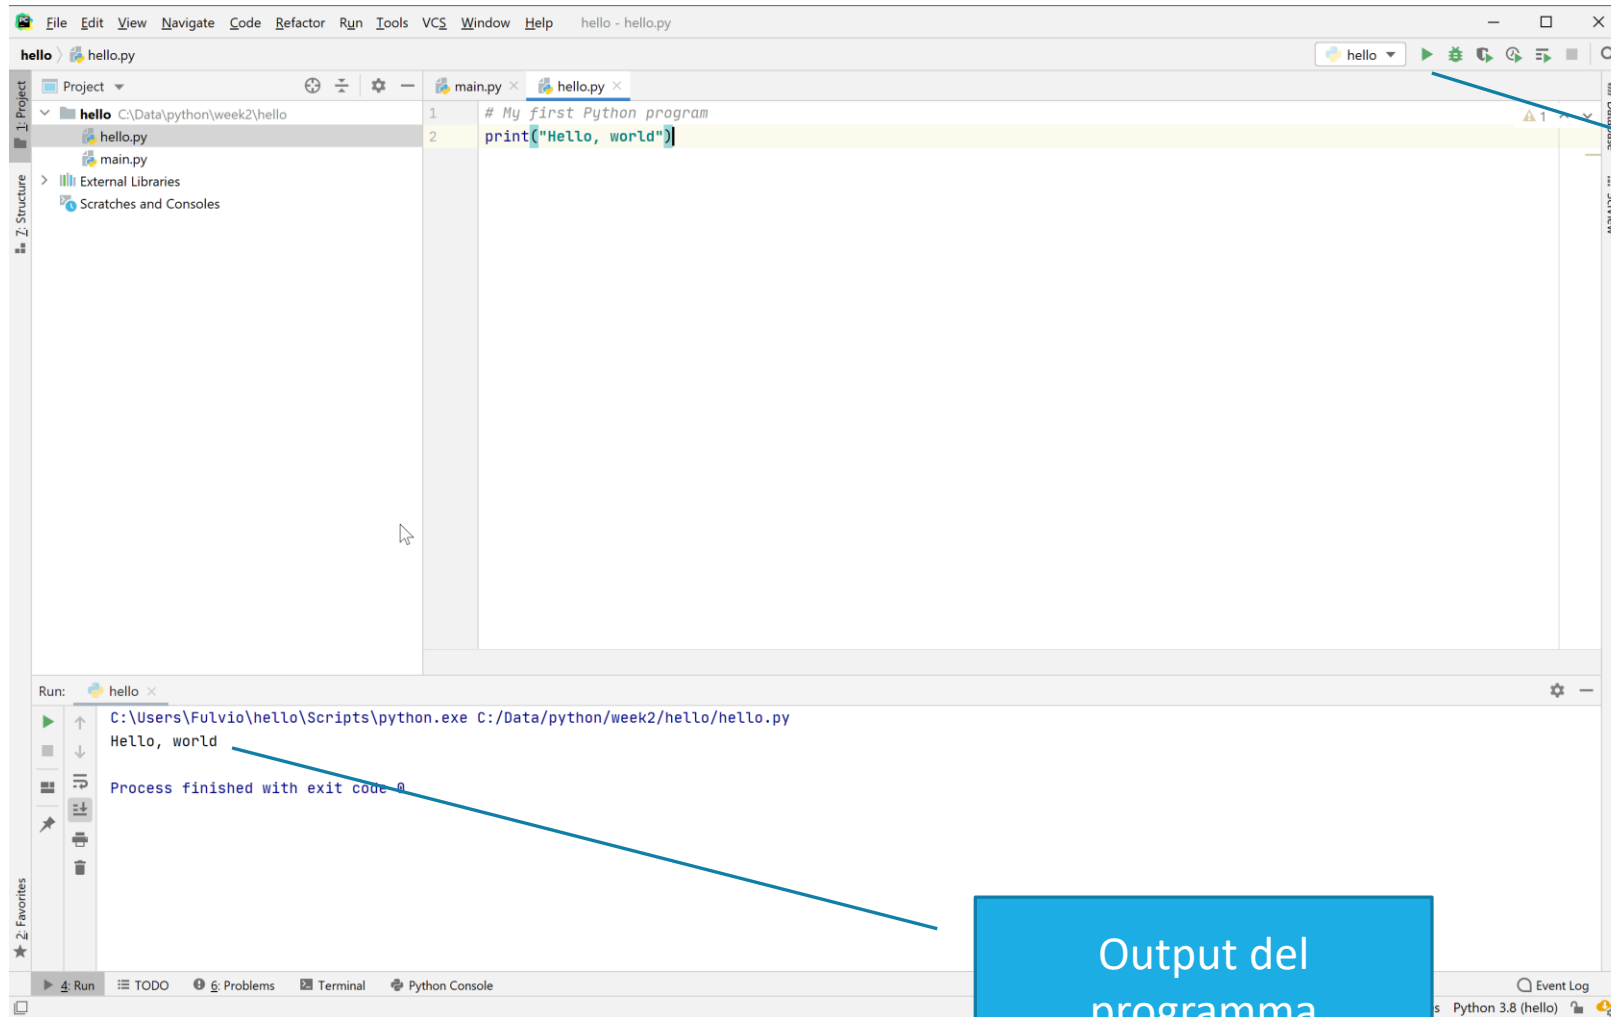 File Edit View Navigate Code Refactor Run Tools VCS Window Help hello - hello.py
hello hello.py
hello
1: Project
Project
main.py
hello.py
hello C:\Data\python\week2\hello
hello.py
main.py
External Libraries
Scratches and Consoles
7: Structure
1 # My first Python program
2 print("Hello, world")
1
Database
SciView
Run: hello
C:\Users\Fulvio\hello\Scripts\python.exe C:/Data/python/week2/hello/hello.py
Hello, world
Process finished with exit code 0
2: Favorites
Output del
programma
4: Run TODO 6: Problems Terminal Python Console
Event Log
s Python 3.8 (hello)